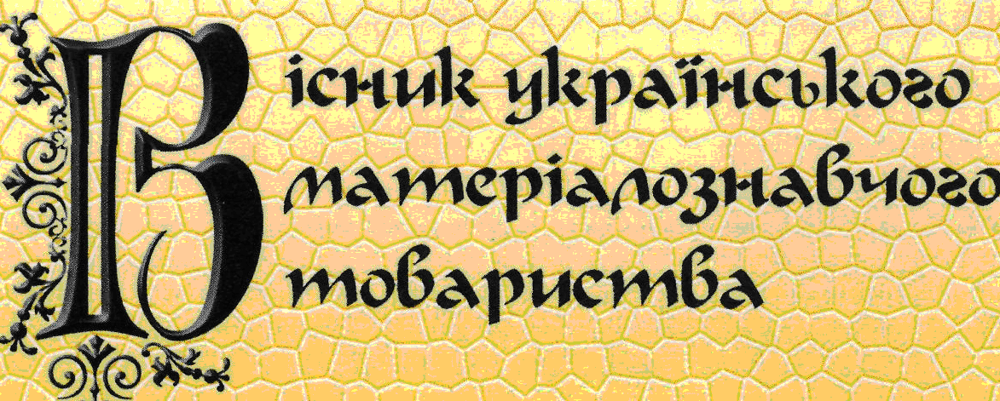 Вісник українського
матеріалознавчого
товариства